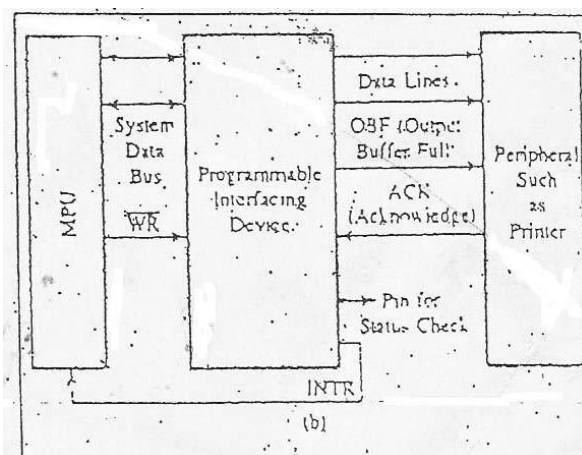 MPU
System
Data
Bus
WR
Programmable
Interfacing
Device
Data Lines
OBF (Output
Buffer Full
ACK
(Acknowledge)
Pin for
Status Check
INTR
Peripheral
Such
as
Printer
(b)